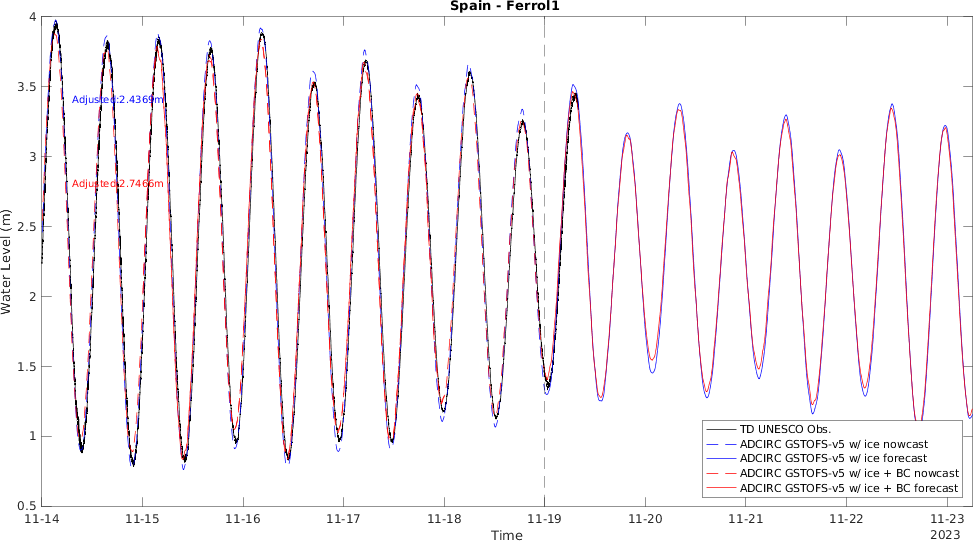 Spain - Ferrol1
4
3.5
3
2.5
2
1.5
1
0.5
Water Level (m)
Adjusted:2.4369m
Adjusted:2.7466m
TD UNESCO Obs.
ADCIRC GSTOFS-v5 w/ ice nowcast
ADCIRC GSTOFS-v5 w/ ice forecast
ADCIRC GSTOFS-v5 w/ ice + BC nowcast
ADCIRC GSTOFS-v5 w/ ice + BC forecast
11-14 11-15 11-16 11-17 11-18 11-19 11-20 11-21 11-22 11-23
2023
Time